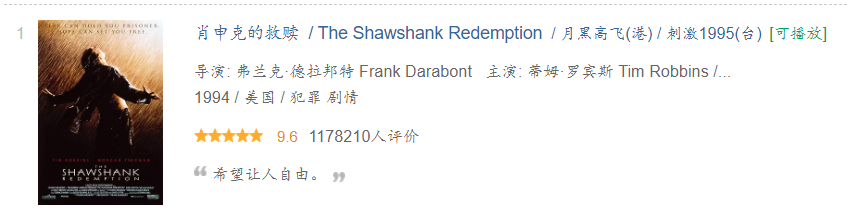 1
肖申克的救赎 / The Shawshank Redemption / 月黑高飞(港) / 刺激1995(台) [可播放]
导演: 弗兰克·德拉邦特 Frank Darabont 主演: 蒂姆·罗宾斯 Tim Robbins /...
1994 / 美国 / 犯罪 剧情
9.6 1178210人评价
“ 希望让人自由。 ”
FEAR CAN HOLD YOU PRISONER.
HOPE CAN SET YOU FREE.
TIM ROBBINS MORGAN FREEMAN
THE
SHAWSHANK
REDEMPTION